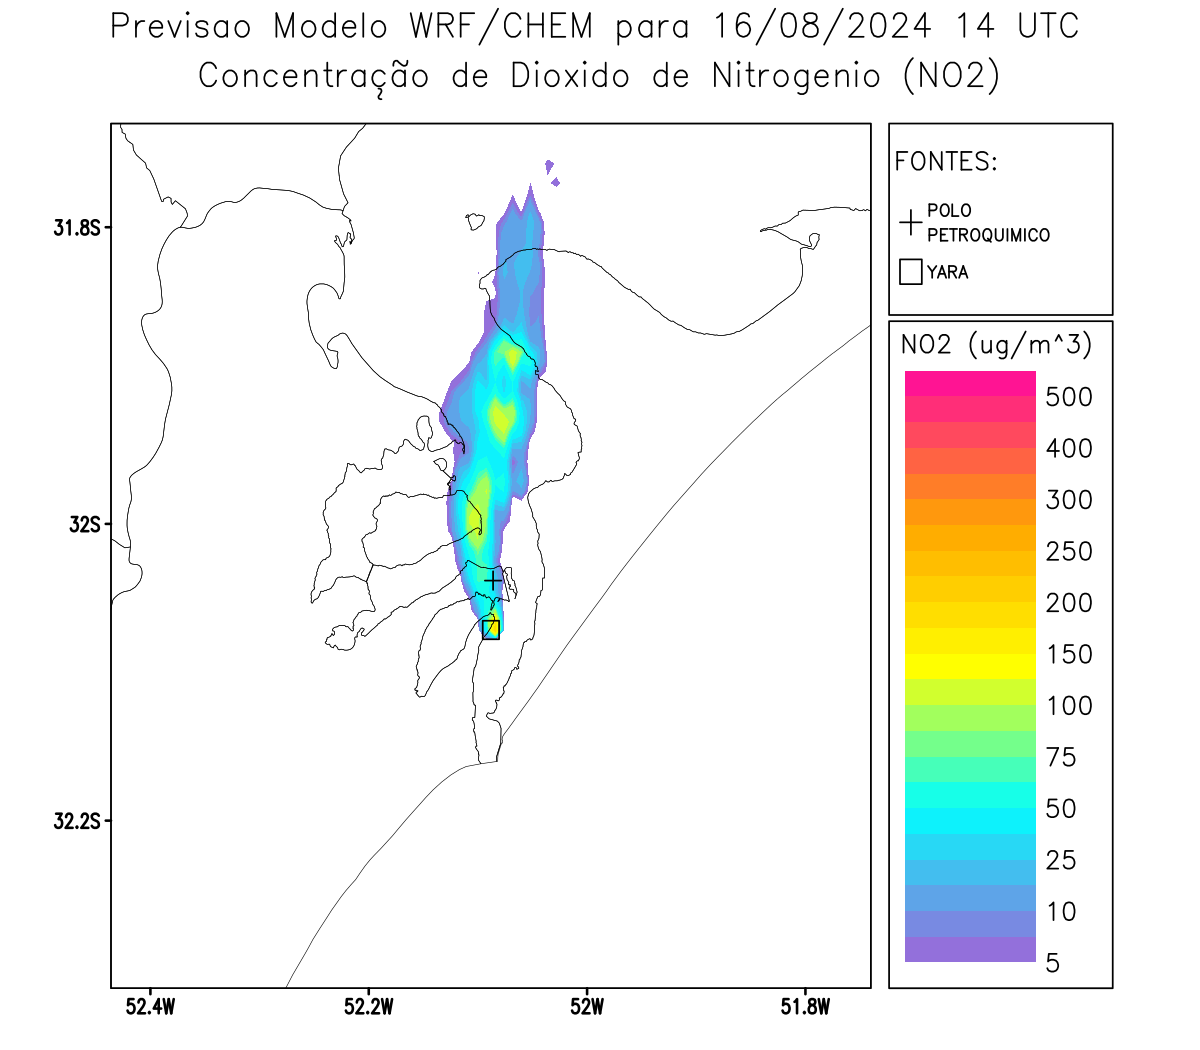 Previsao Modelo WRF/CHEM para 16/08/2024 14 UTC
Concentração de Dioxido de Nitrogenio (NO2)
FONTES:
POLO
PETROQUIMICO
YARA
31.8S
32S
32.2S
52.4W
52.2W
52W
51.8W
NO2 (ug/m^3)
500
400
300
250
200
150
100
75
50
25
10
5